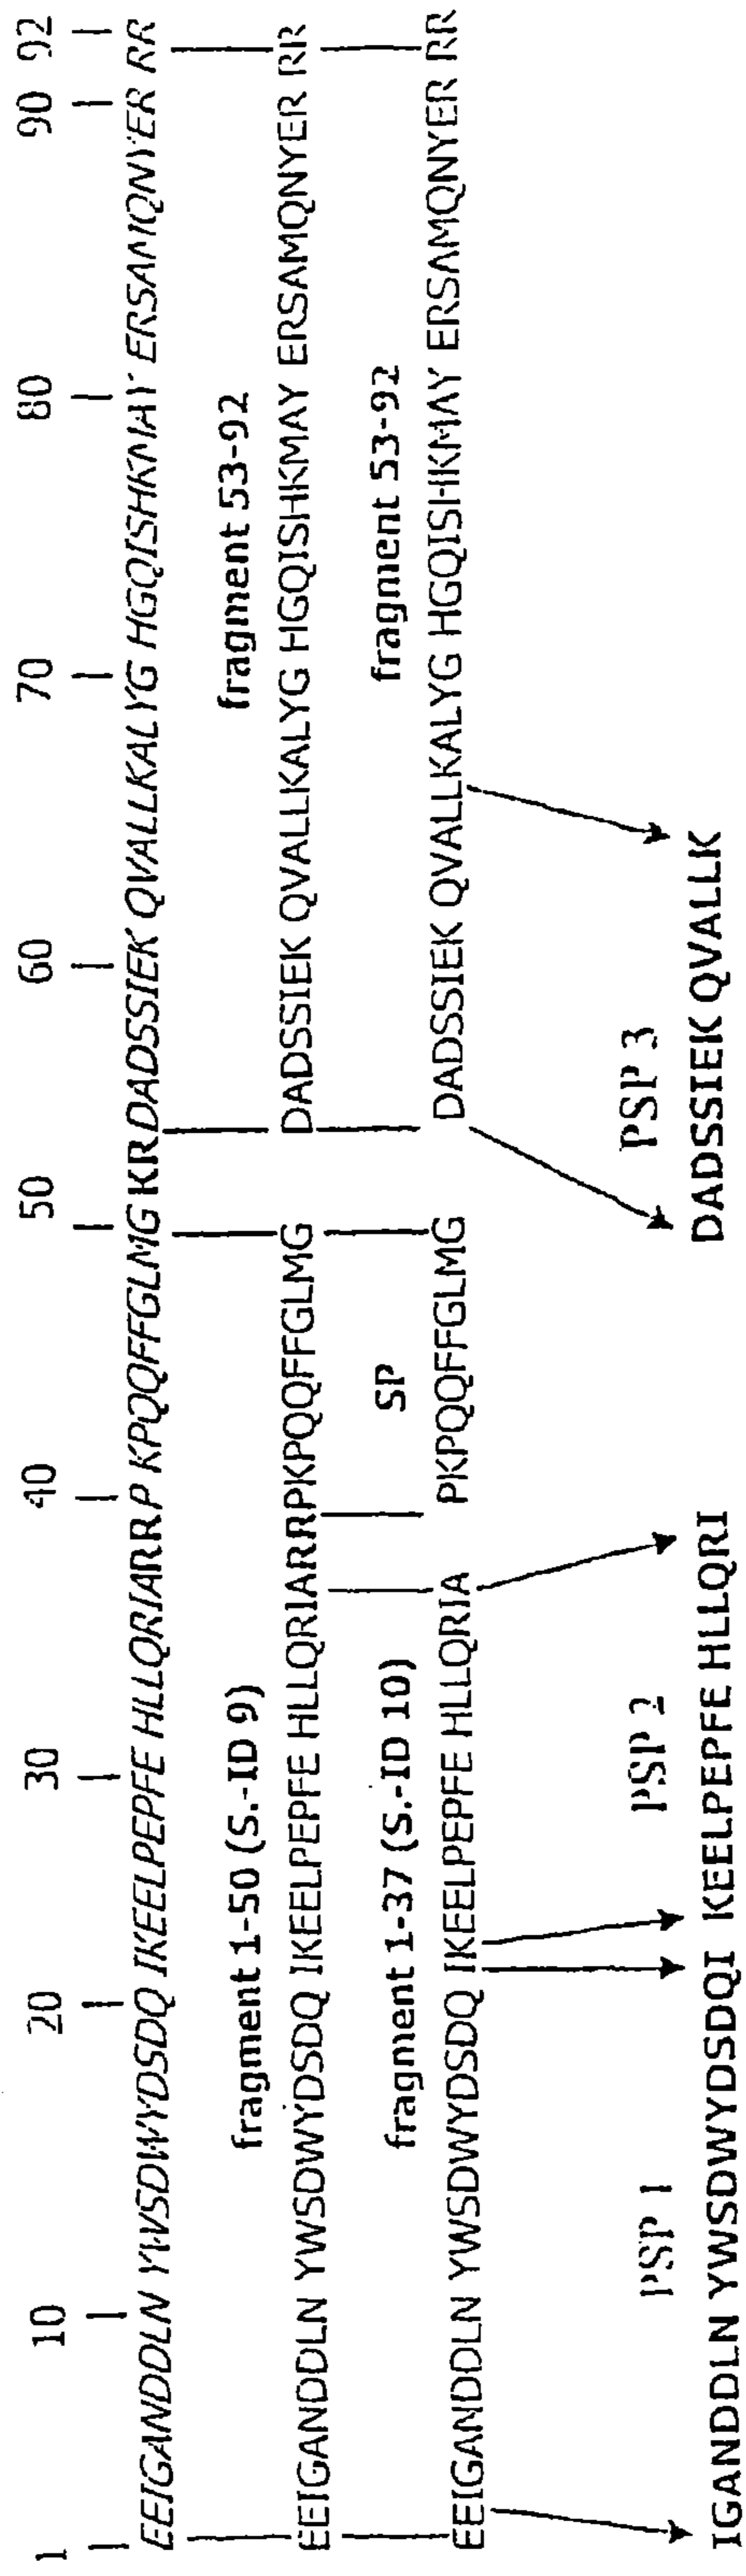 1 10 20 30 40 50 60 70 80 90 92
EEIGANDDLN YWSDWYDSDQ IKEELPEPFE HLLQRIARRP KPQQFFGLMG KRDADSSIEK QVALLKALYG HGQISHKMAY ERSAMQNYER RR
fragment 1-50 (S.-ID 9) fragment 53-92
EEIGANDDLN YWSDWYDSDQ IKEELPEPFE HLLQRIARRPKPQQFFGLMG DADSSIEK QVALLKALYG HGQISHKMAY ERSAMQNYER RR
fragment 1-37 (S.-ID 10) SP fragment 53-92
EEIGANDDLN YWSDWYDSDQ IKEELPEPFE HLLQRIA PKPQQFFGLMG DADSSIEK QVALLKALYG HGQISHKMAY ERSAMQNYER RR
PSP 1 PSP 2 PSP 3
IGANDDLN YWSDWYDSDQI KEELPEPFE HLLQRI DADSSIEK QVALLK